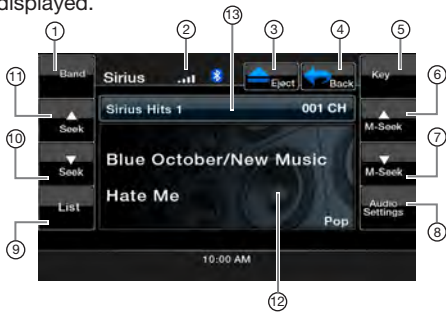 displayed.
1 2 13 3 4 5
Band Sirius Eject Back Key
11 Sirius Hits 1 001 CH 6
Seek M-Seek
10 Blue October/New Music 7
Seek M-Seek
Hate Me
List Audio
Settings
9 Pop 8
10:00 AM
12